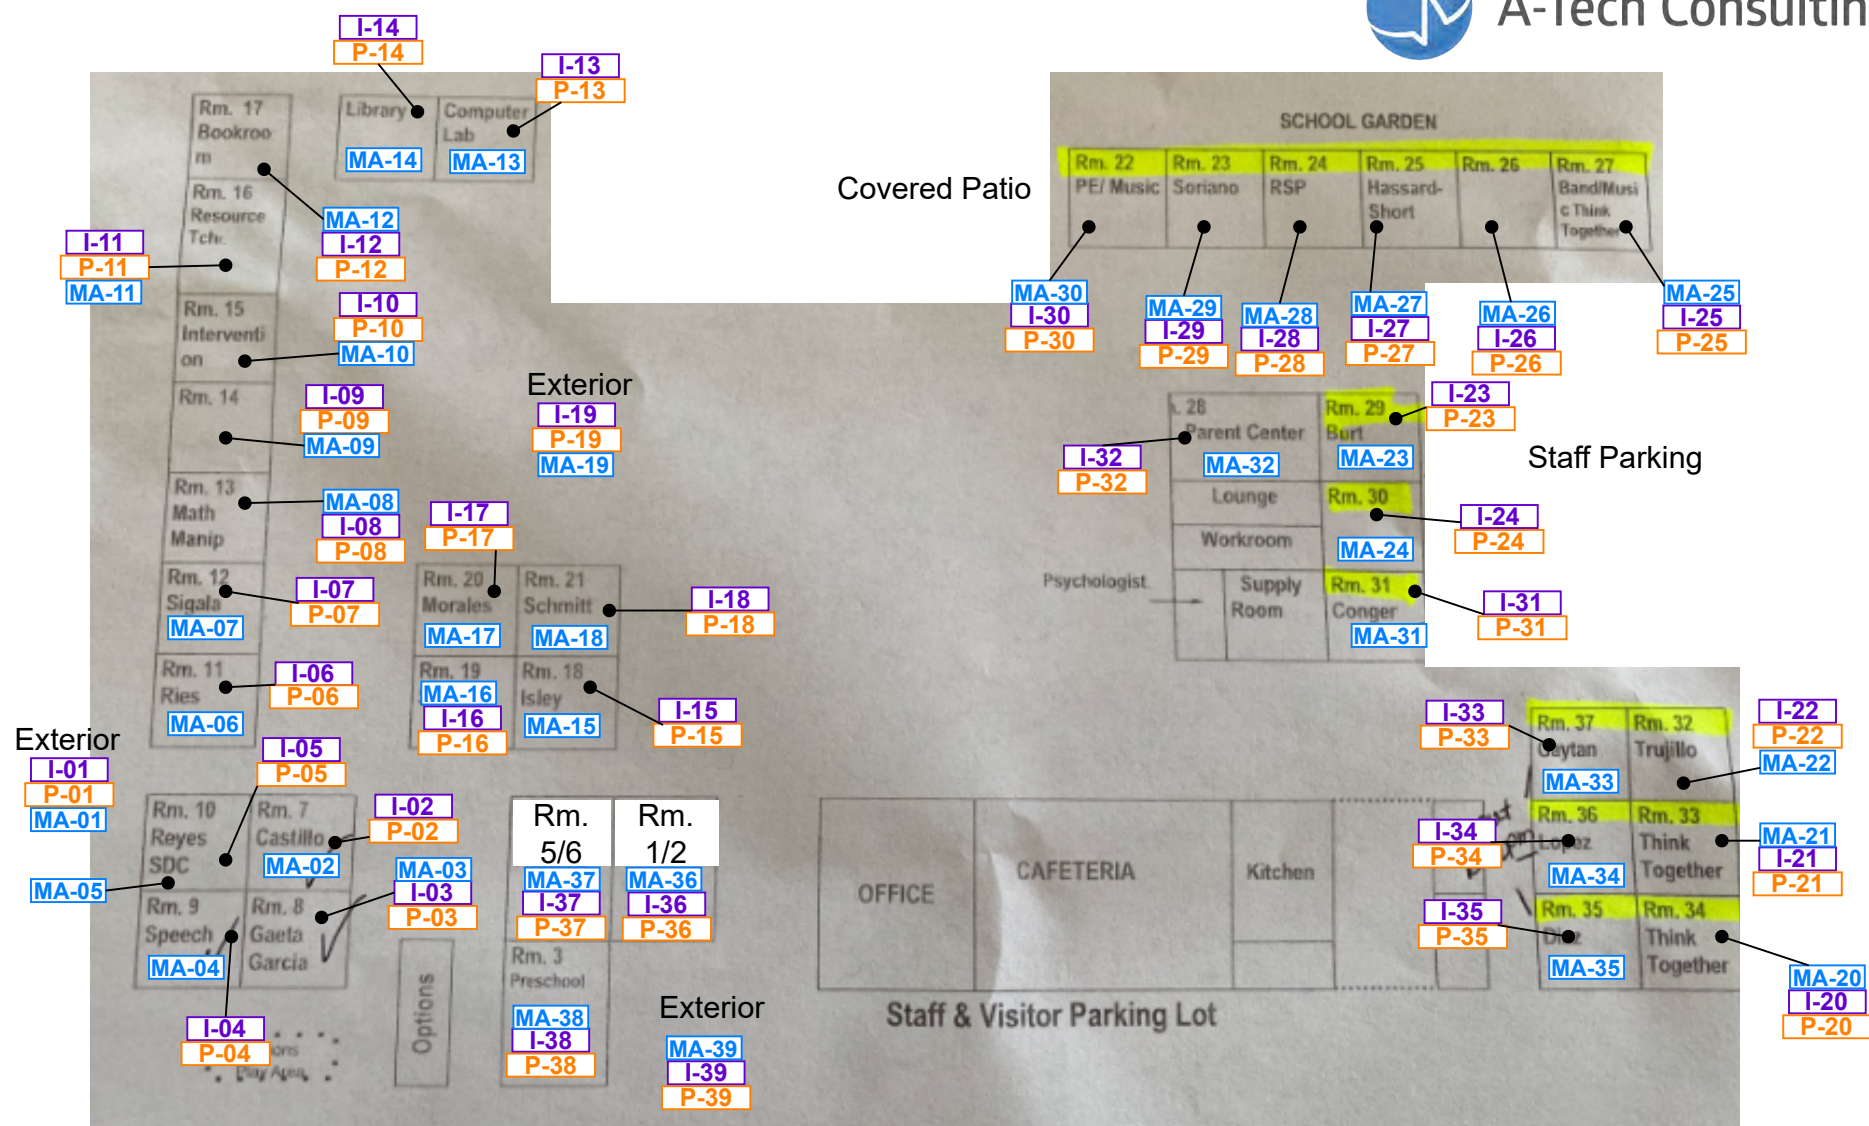 A-Tech Consultin
I-14
P-14
I-13
P-13
Rm. 17
Bookroo
m
Library
MA-14
Computer
Lab
MA-13
Rm. 16
Resource
Tchr.
MA-12
I-12
P-12
I-11
P-11
MA-11
Rm. 15
Interventi
on
I-10
P-10
MA-10
Rm. 14
I-09
P-09
MA-09
Rm. 13
Math
Manip
MA-08
I-08
P-08
Rm. 12
Sigala
MA-07
I-07
P-07
Rm. 11
Ries
MA-06
I-06
P-06
Exterior
I-19
P-19
MA-19
I-17
P-17
Rm. 20
Morales
MA-17
Rm. 21
Schmitt
MA-18
I-18
P-18
Rm. 19
MA-16
I-16
P-16
Rm. 18
Isley
MA-15
I-15
P-15
Exterior
I-01
P-01
MA-01
I-05
P-05
Rm. 10
Reyes
SDC
MA-05
Rm. 7
Castillo
MA-02
I-02
P-02
Rm. 9
Speech
MA-04
Rm. 8
Gaeta
Garcia
MA-03
I-03
P-03
I-04
P-04
ons
Play Area
Options
Rm.
5/6
MA-37
I-37
P-37
Rm.
1/2
MA-36
I-36
P-36
Rm. 3
Preschool
MA-38
I-38
P-38
Exterior
MA-39
I-39
P-39
Covered Patio
SCHOOL GARDEN
Rm. 22
PE/ Music
Rm. 23
Soriano
Rm. 24
RSP
Rm. 25
Hassard-
Short
Rm. 26
Rm. 27
Band/Musi
c Think
Together
MA-30
I-30
P-30
MA-29
I-29
P-29
MA-28
I-28
P-28
MA-27
I-27
P-27
MA-26
I-26
P-26
MA-25
I-25
P-25
. 28
Parent Center
MA-32
I-32
P-32
Rm. 29
Burt
MA-23
I-23
P-23
Staff Parking
Lounge
Workroom
Rm. 30
MA-24
I-24
P-24
Psychologist
Supply
Room
Rm. 31
Conger
MA-31
I-31
P-31
OFFICE
CAFETERIA
Kitchen
Staff & Visitor Parking Lot
I-33
P-33
Rm. 37
Gaytan
MA-33
Rm. 32
Trujillo
I-22
P-22
MA-22
I-34
P-34
Rm. 36
Lopez
MA-34
Rm. 33
Think
Together
MA-21
I-21
P-21
I-35
P-35
Rm. 35
MA-35
Rm. 34
Think
Together
MA-20
I-20
P-20